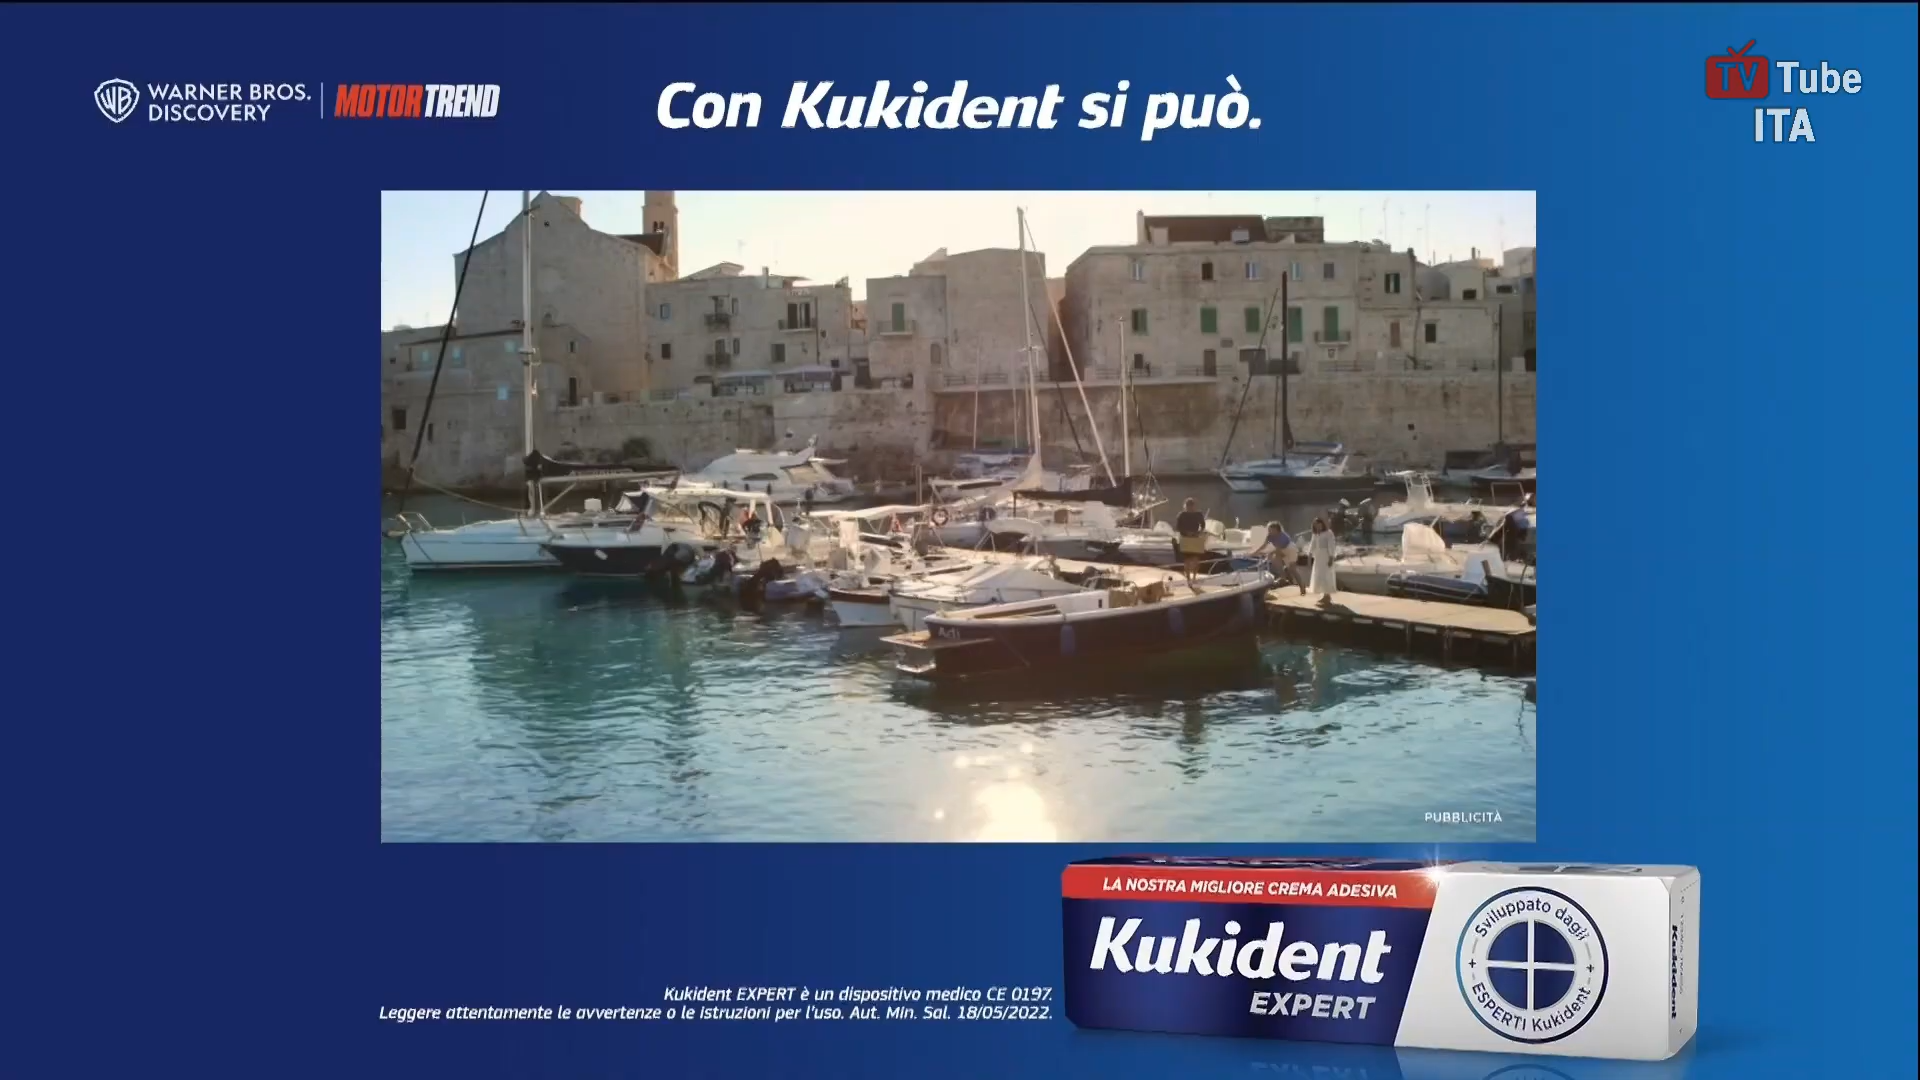 WARNER BROS.
DISCOVERY
MOTORTREND
Con Kukident si può.
TV Tube
ITA
PUBBLICITÀ
LA NOSTRA MIGLIORE CREMA ADESIVA
Kukident
EXPERT
Sviluppato dagli
+ ESPERTI Kukident +
Kukident
Kukident EXPERT è un dispositivo medico CE 0197.
Leggere attentamente le avvertenze o le istruzioni per l'uso. Aut. Min. Sal. 18/05/2022.